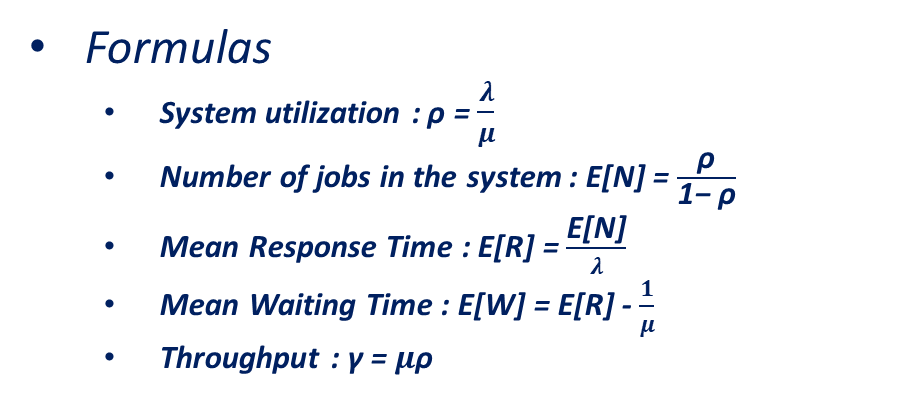 • Formulas
• System utilization : ρ = λ/μ
• Number of jobs in the system : E[N] = ρ/1− ρ
• Mean Response Time : E[R] = E[N]/λ
• Mean Waiting Time : E[W] = E[R] - 1/μ
• Throughput : γ = μρ